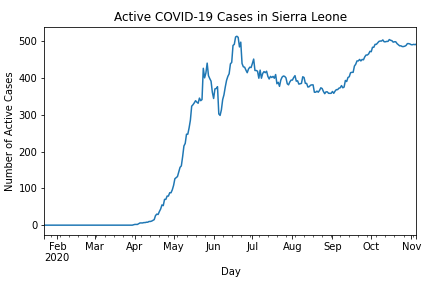 Active COVID-19 Cases in Sierra Leone
Number of Active Cases
500
400
300
200
100
0
Feb Mar Apr May Jun Jul Aug Sep Oct Nov
2020
Day